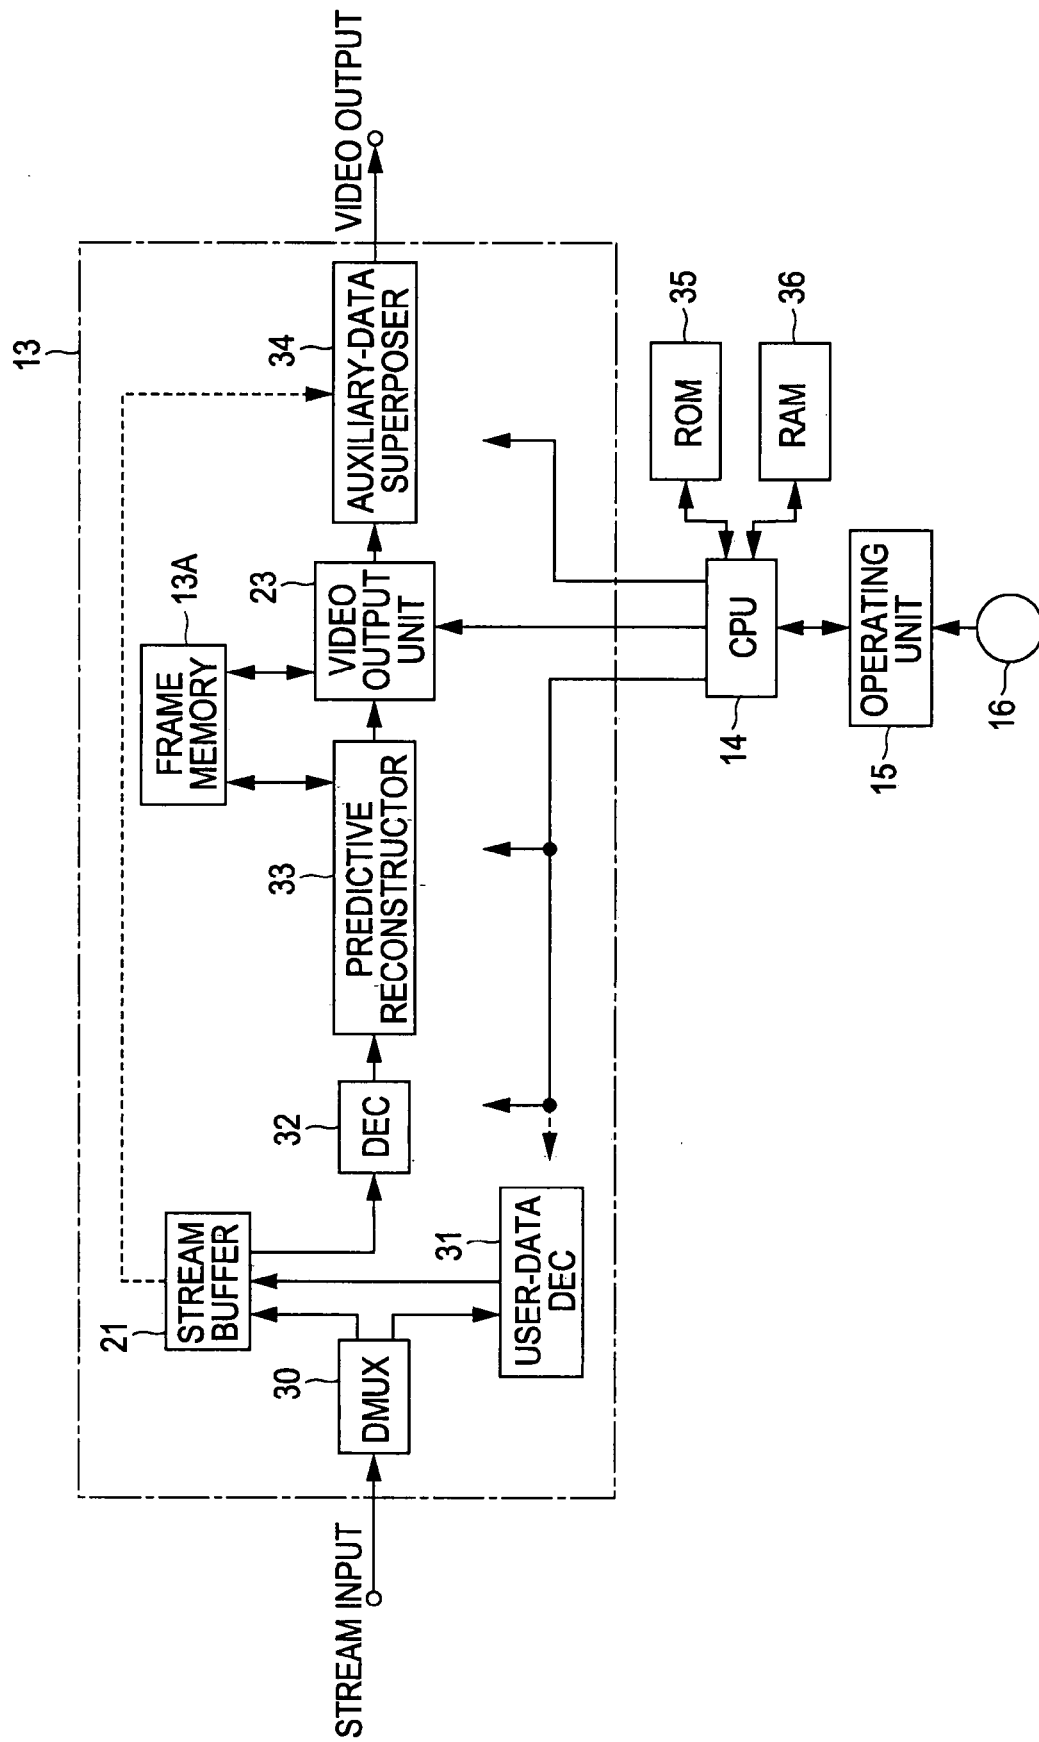 13
STREAM INPUT
30
DMUX
21
STREAM
BUFFER
31
USER-DATA
DEC
32
DEC
33
PREDICTIVE
RECONSTRUCTOR
13A
FRAME
MEMORY
23
VIDEO
OUTPUT
UNIT
34
AUXILIARY-DATA
SUPERPOSER
VIDEO OUTPUT
14
CPU
35
ROM
36
RAM
15
OPERATING
UNIT
16